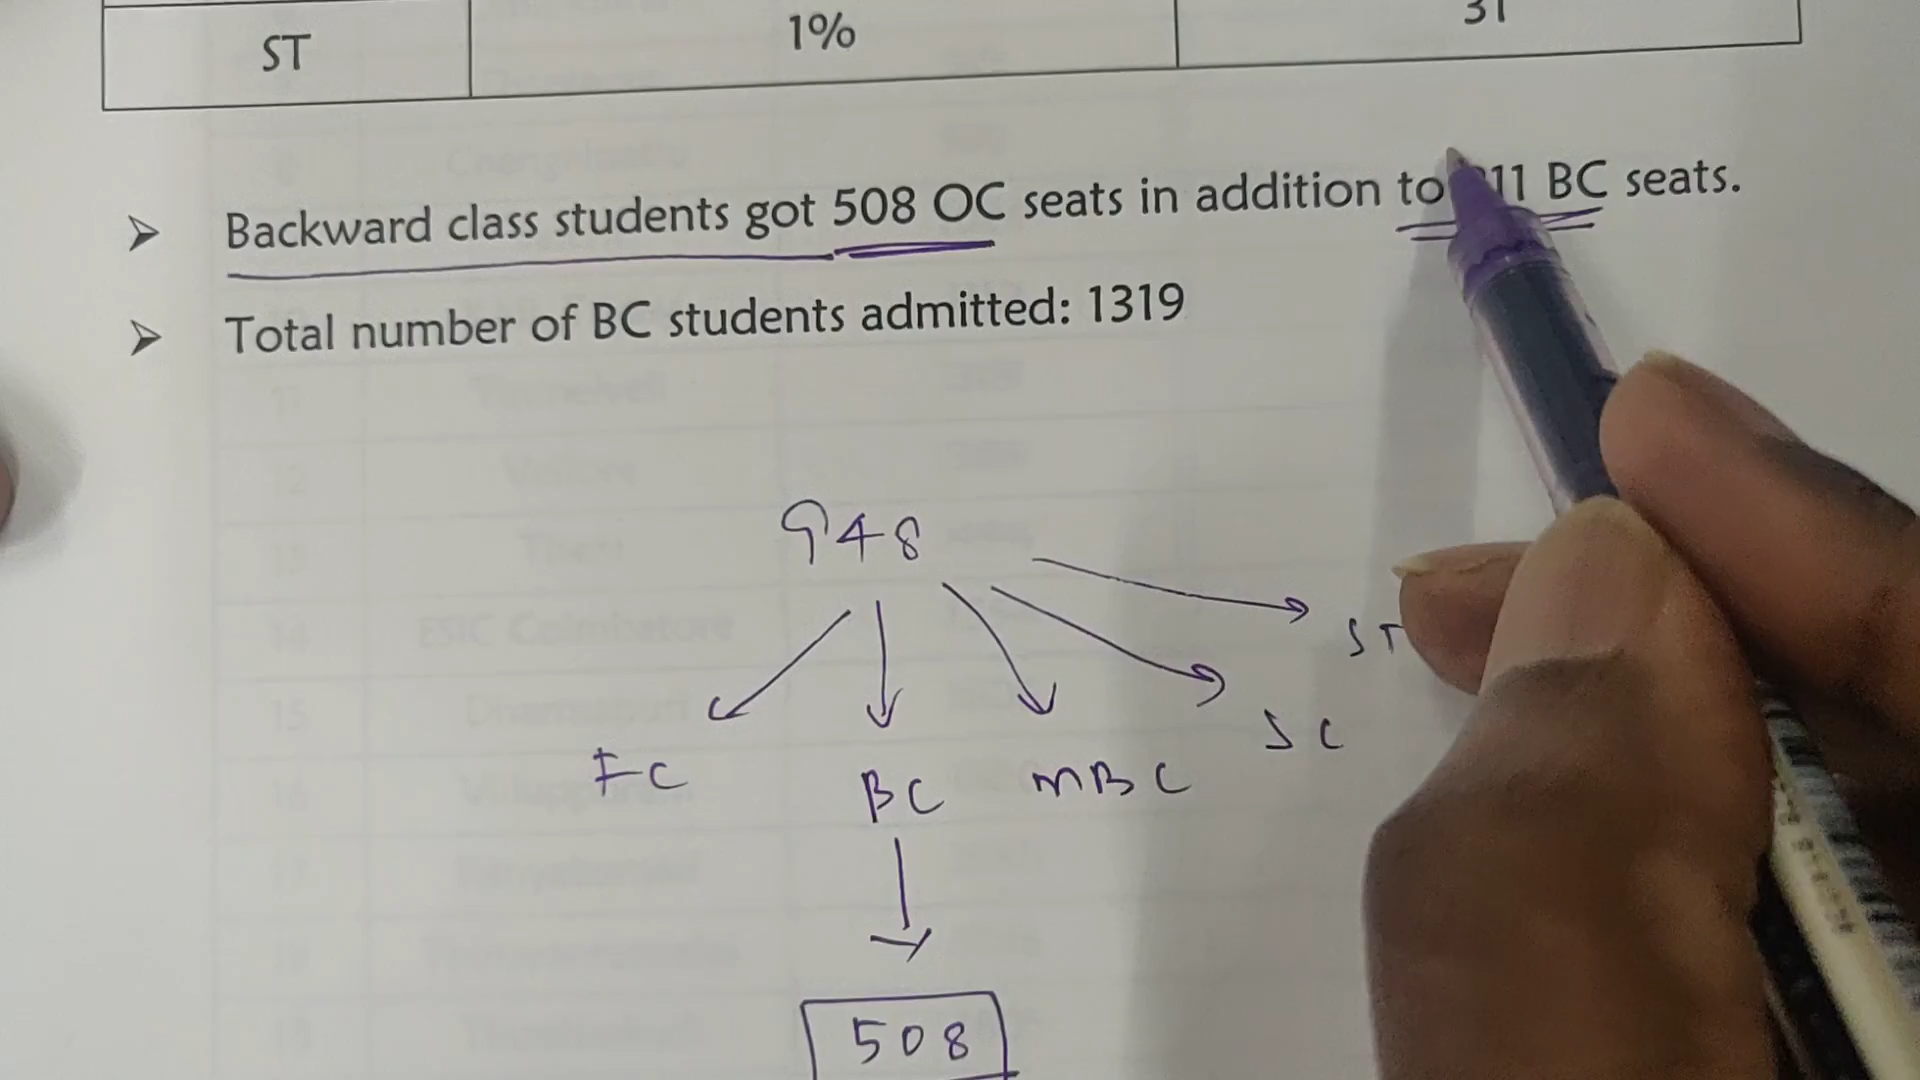 ST 1% 31
➤ Backward class students got 508 OC seats in addition to 11 BC seats.
➤ Total number of BC students admitted: 1319
948
ST
SC
FC BC MBC
508